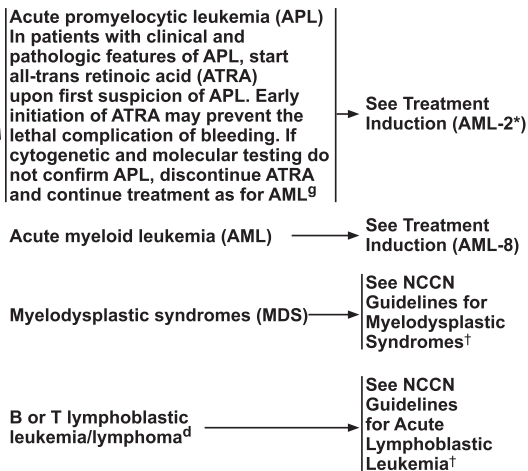 Acute promyelocytic leukemia (APL)
In patients with clinical and
pathologic features of APL, start
all-trans retinoic acid (ATRA)
upon first suspicion of APL. Early
initiation of ATRA may prevent the
lethal complication of bleeding. If
cytogenetic and molecular testing do
not confirm APL, discontinue ATRA
and continue treatment as for AMLg
See Treatment
Induction (AML-2*)
Acute myeloid leukemia (AML)
See Treatment
Induction (AML-8)
Myelodysplastic syndromes (MDS)
See NCCN
Guidelines for
Myelodysplastic
Syndromes†
B or T lymphoblastic
leukemia/lymphomad
See NCCN
Guidelines
for Acute
Lymphoblastic
Leukemia†